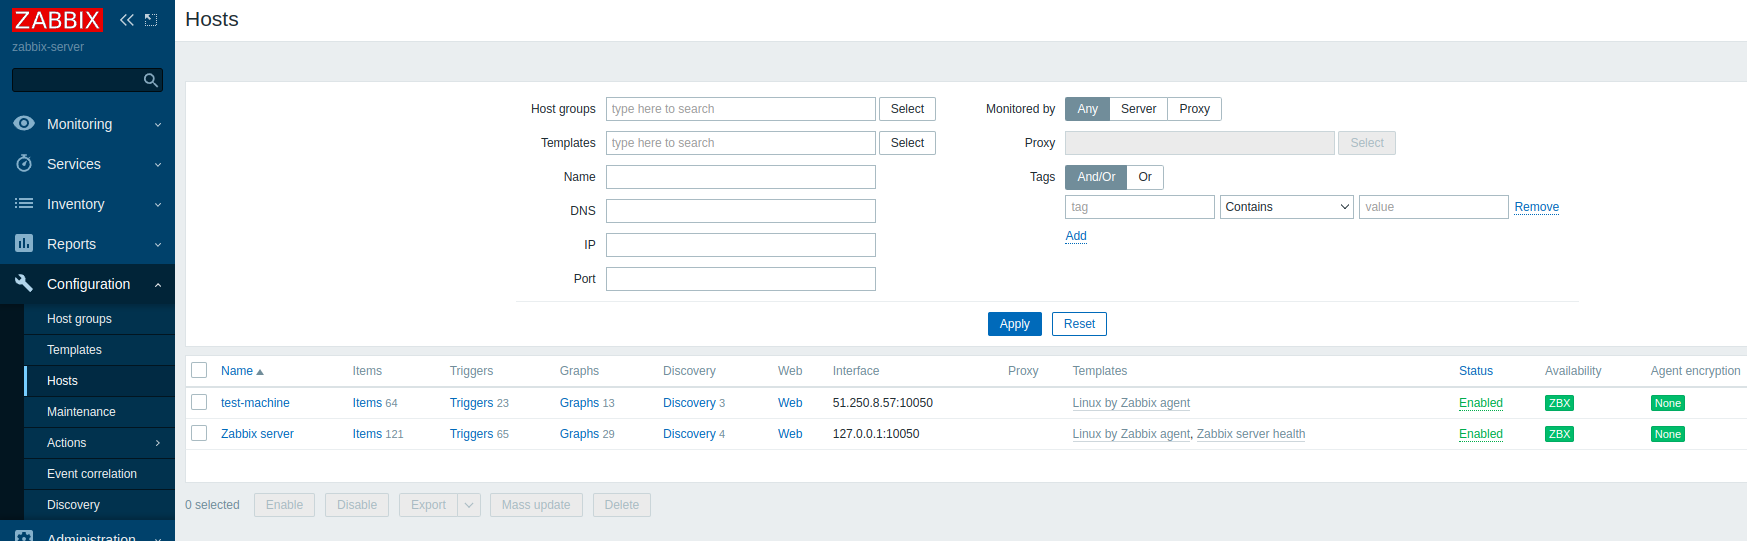 ZABBIX
zabbix-server
Monitoring
Services
Inventory
Reports
Configuration
Host groups
Templates
Hosts
Maintenance
Actions
Event correlation
Discovery
Administration
Hosts
Host groups type here to search Select
Templates type here to search Select
Name
DNS
IP
Port
Monitored by Any Server Proxy
Proxy Select
Tags And/Or Or
tag Contains value Remove
Add
Apply Reset
Name Items Triggers Graphs Discovery Web Interface Proxy Templates Status Availability Agent encryption
test-machine Items 64 Triggers 23 Graphs 13 Discovery 3 Web 51.250.8.57:10050 Linux by Zabbix agent Enabled ZBX None
Zabbix server Items 121 Triggers 65 Graphs 29 Discovery 4 Web 127.0.0.1:10050 Linux by Zabbix agent, Zabbix server health Enabled ZBX None
0 selected Enable Disable Export Mass update Delete